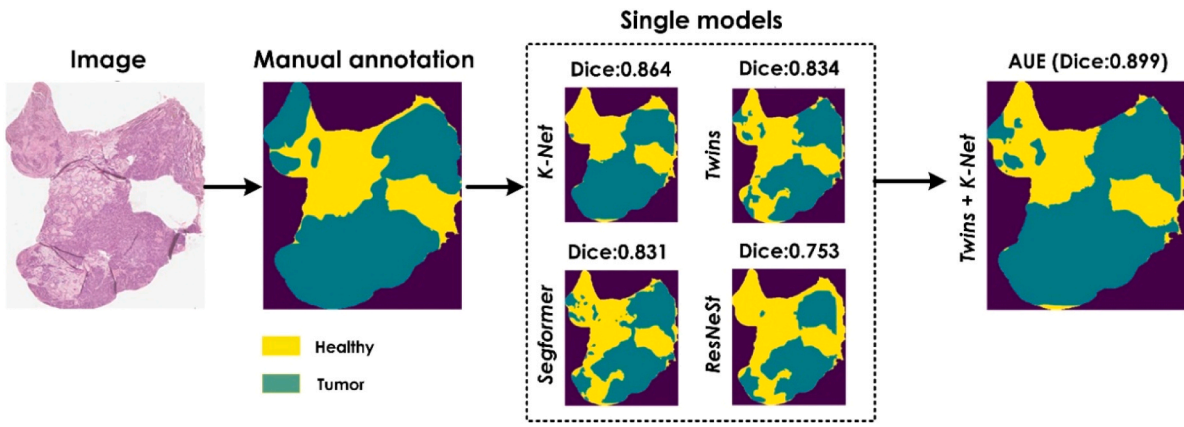 Single models
Image
Manual annotation
Dice:0.864
Dice:0.834
AUE (Dice:0.899)
K-Net
Twins
Twins + K-Net
Dice:0.831
Dice:0.753
Segformer
ResNeSt
Healthy
Tumor